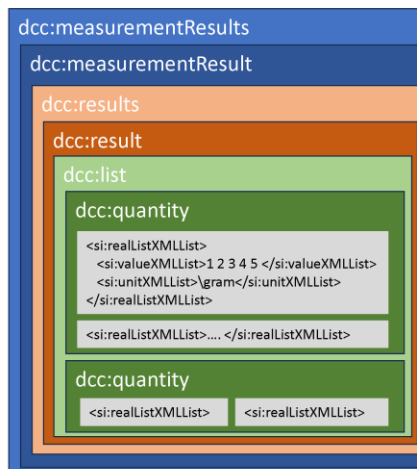 dcc:measurementResults
dcc:measurementResult
dcc:results
dcc:result
dcc:list
dcc:quantity
<si:realListXMLList>
<si:valueXMLList>1 2 3 4 5 </si:valueXMLList>
<si:unitXMLList>\gram</si:unitXMLList>
</si:realListXMLList>
<si:realListXMLList>.... </si:realListXMLList>
dcc:quantity
<si:realListXMLList> <si:realListXMLList>